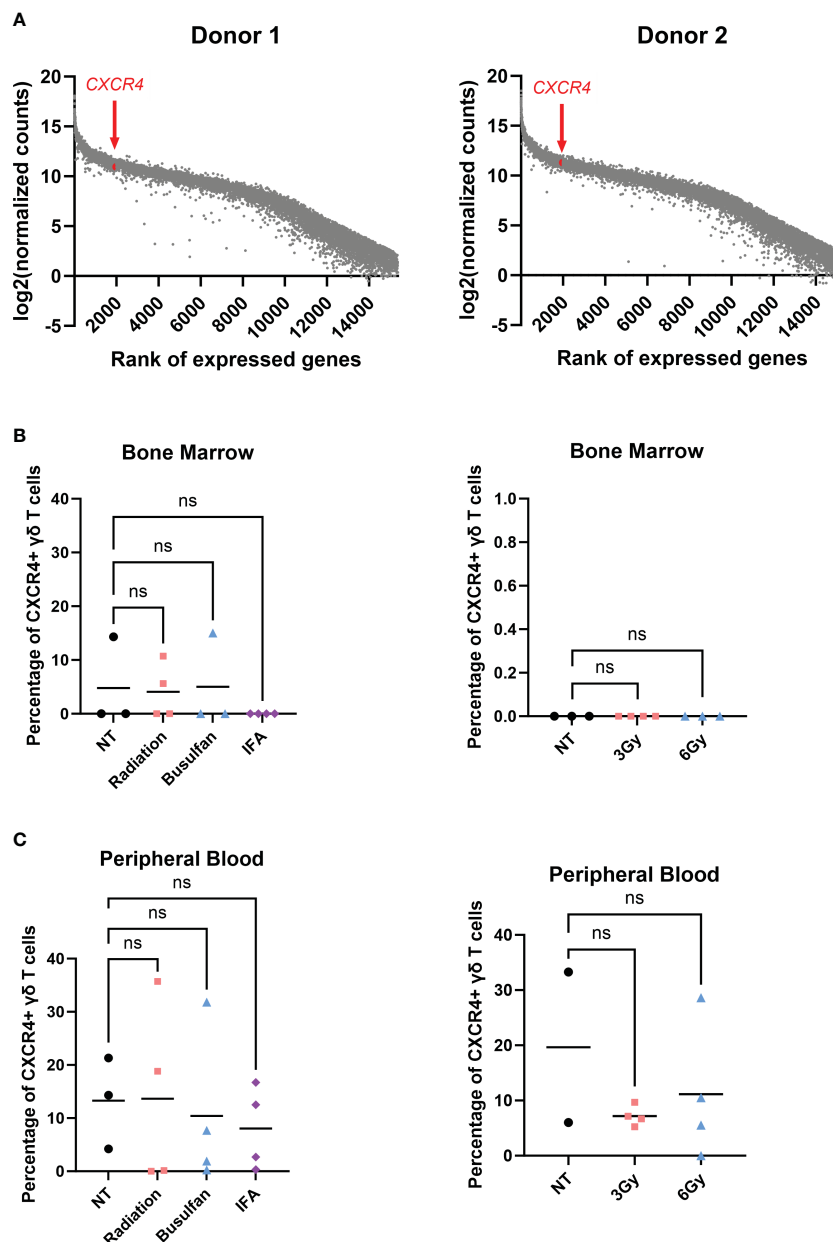 A
Donor 1
Donor 2
CXCR4
CXCR4
log2(normalized counts)
20
15
10
5
0
-5
2000
4000
6000
8000
10000
12000
14000
Rank of expressed genes
log2(normalized counts)
20
15
10
5
0
-5
2000
4000
6000
8000
10000
12000
14000
Rank of expressed genes
B
Bone Marrow
Percentage of CXCR4+ γδ T cells
40
30
20
10
0
ns
ns
ns
NT
Radiation
Busulfan
IFA
Bone Marrow
Percentage of CXCR4+ γδ T cells
1.0
0.8
0.6
0.4
0.2
0.0
ns
ns
NT
3Gy
6Gy
C
Peripheral Blood
Percentage of CXCR4+ γδ T cells
40
30
20
10
0
ns
ns
ns
NT
Radiation
Busulfan
IFA
Peripheral Blood
Percentage of CXCR4+ γδ T cells
40
30
20
10
0
ns
ns
NT
3Gy
6Gy